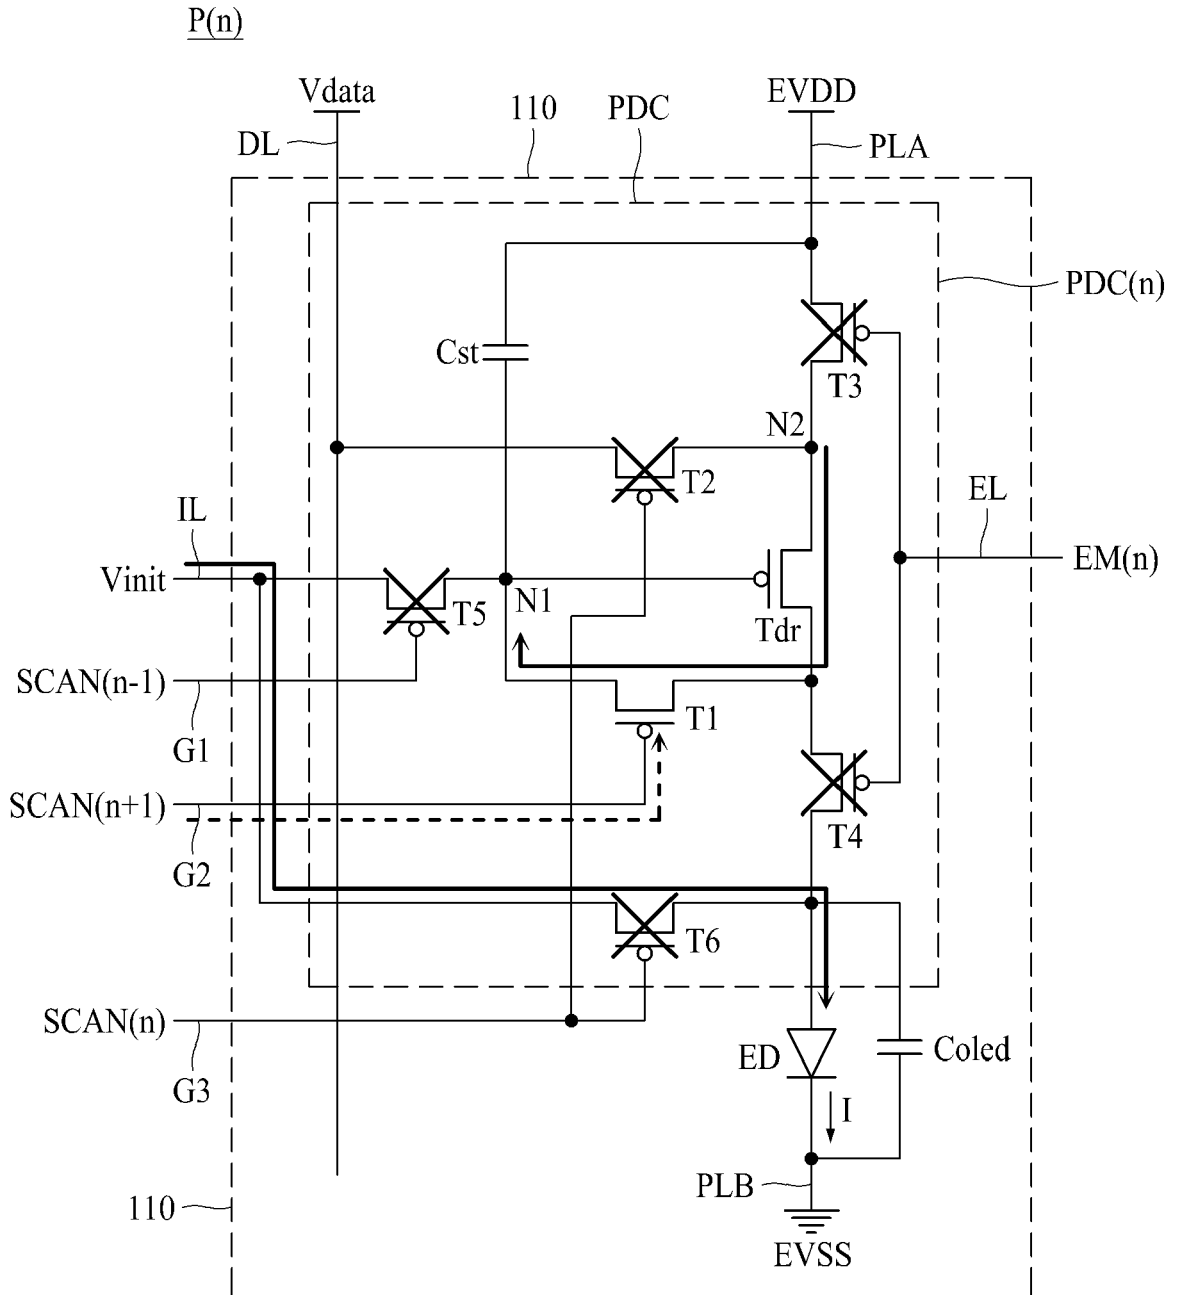 P(n)
Vdata
110
PDC
EVDD
DL
PLA
PDC(n)
Cst
T3
N2
T2
IL
EL
Vinit
T5
N1
EM(n)
Tdr
SCAN(n-1)
T1
G1
SCAN(n+1)
T4
G2
T6
SCAN(n)
ED
Coled
G3
I
PLB
110
EVSS